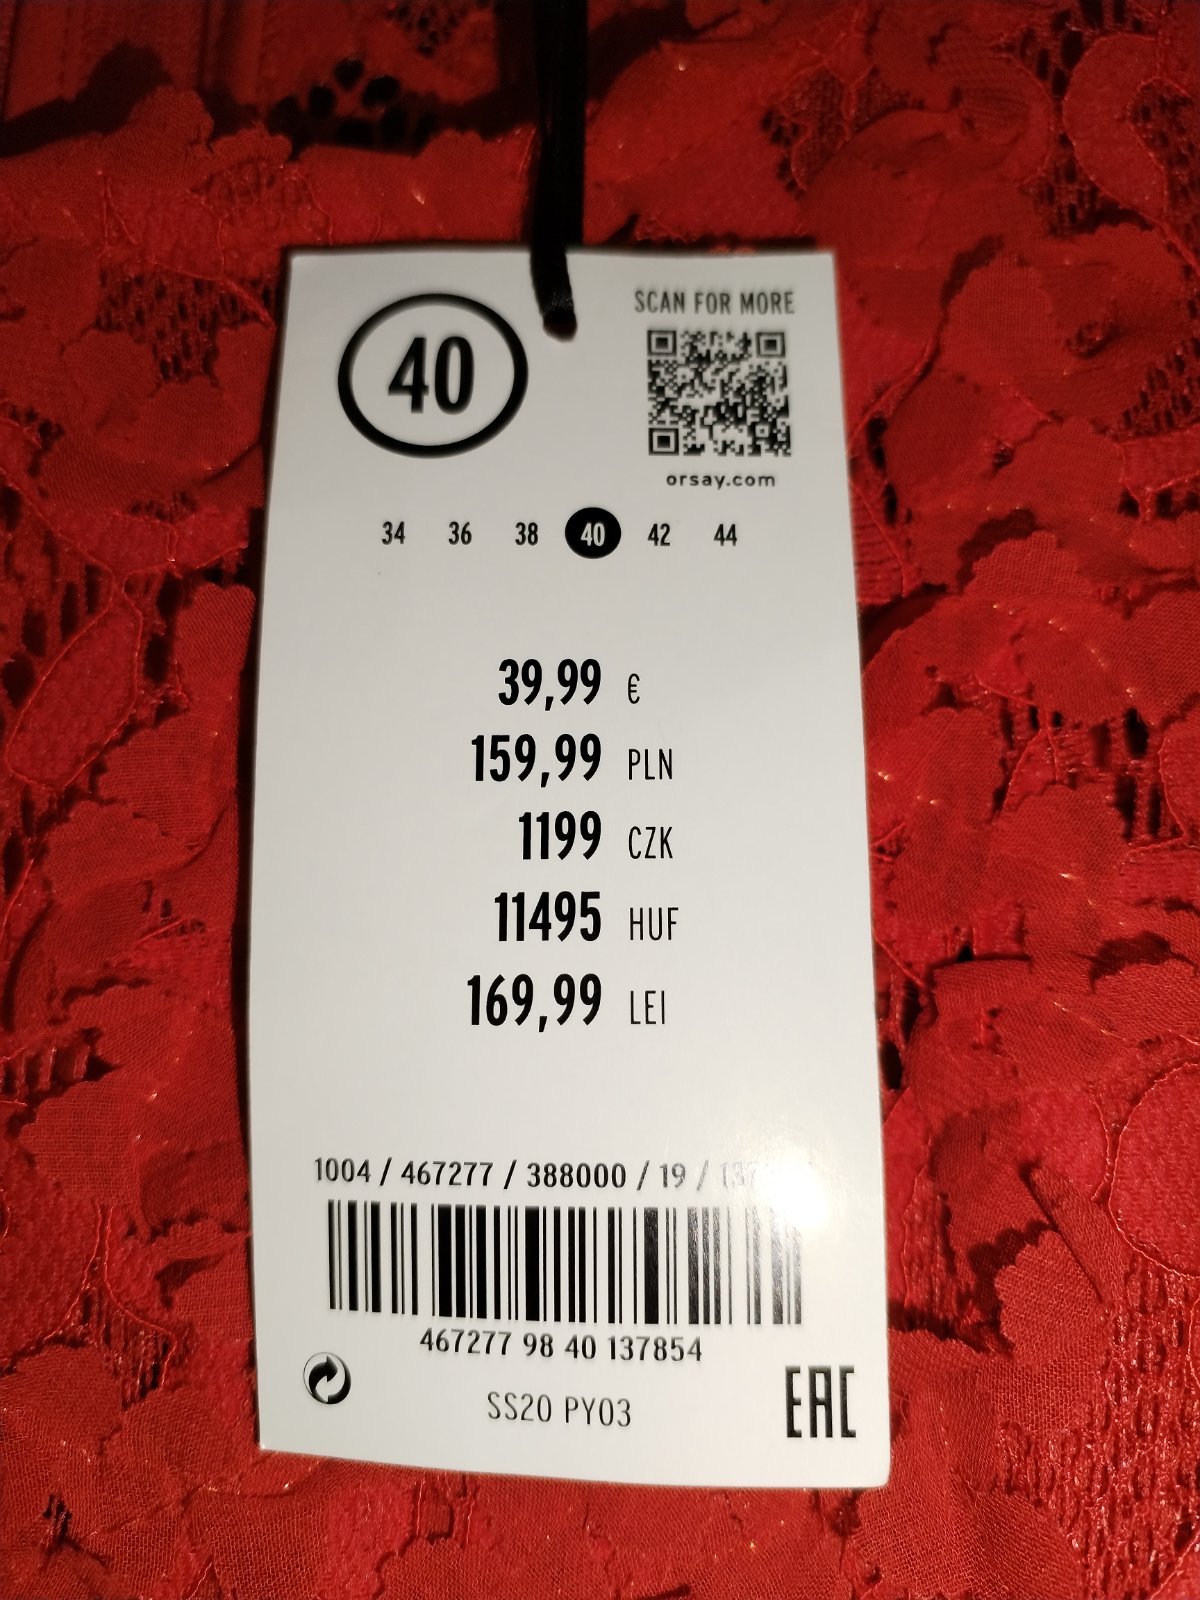 40
SCAN FOR MORE
orsay.com
34 36 38 40 42 44
39,99 €
159,99 PLN
1199 CZK
11495 HUF
169,99 LEI
1004 / 467277 / 388000 / 19 /
467277 98 40 137854
SS20 PY03
EAC